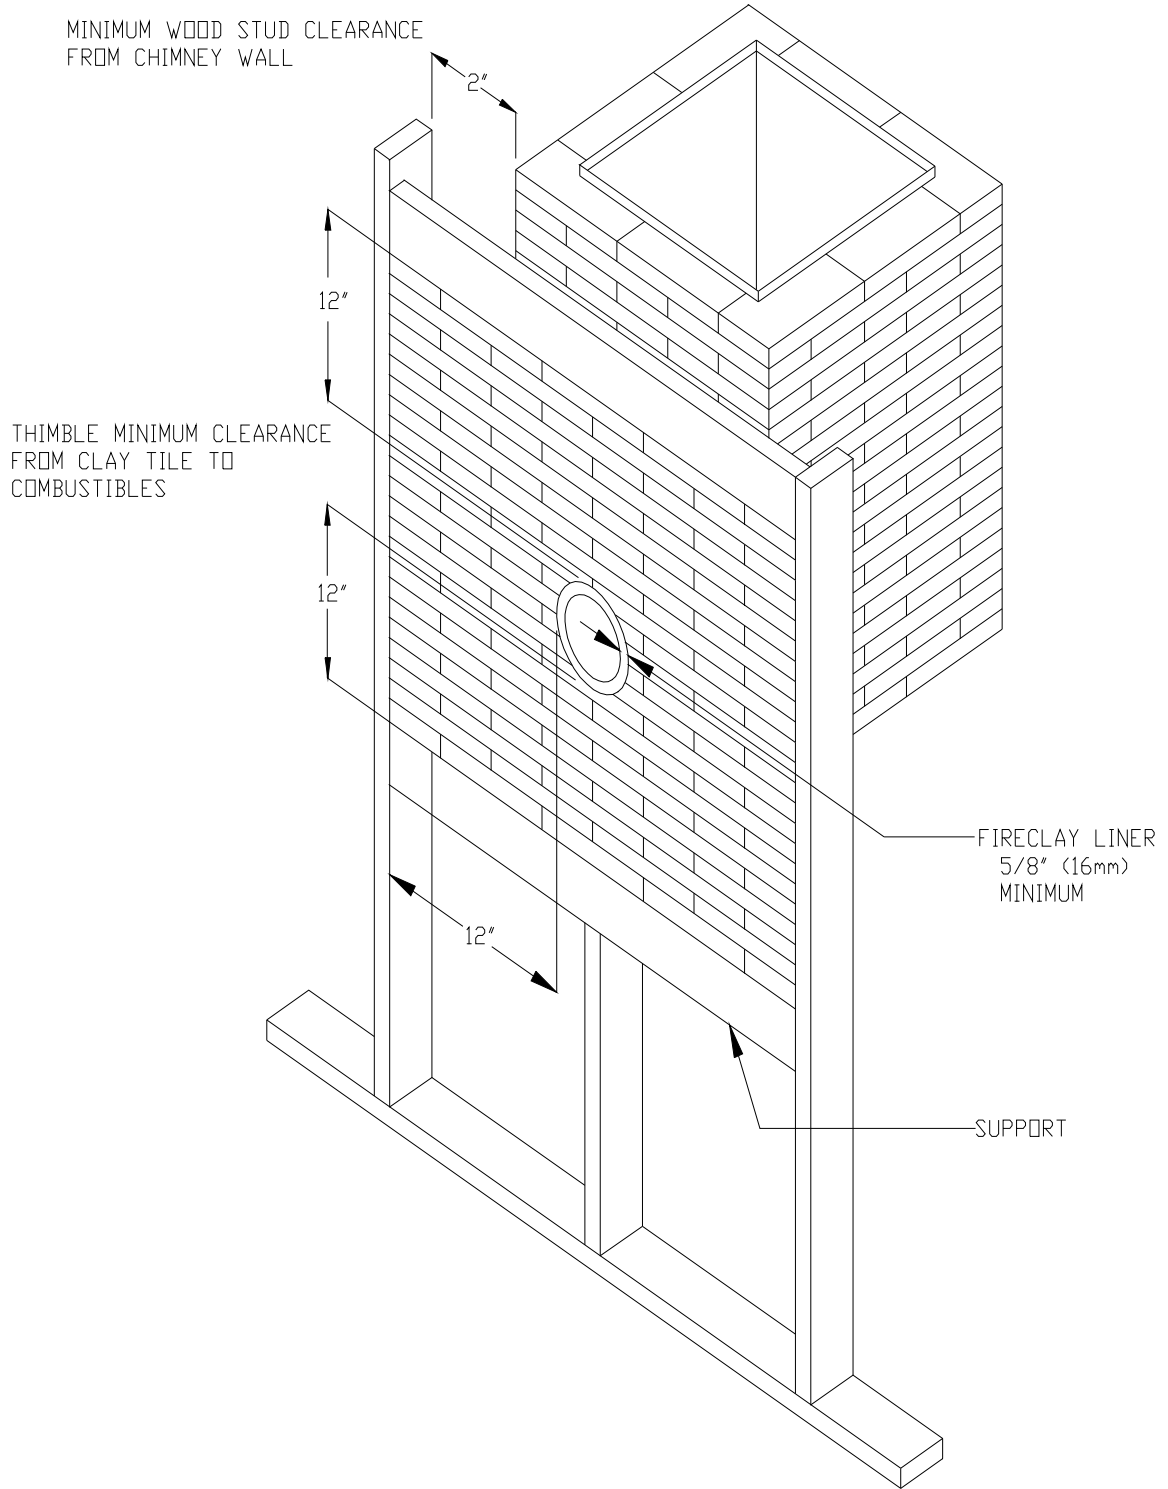 MINIMUM WOOD STUD CLEARANCE
FROM CHIMNEY WALL
2"
12"
THIMBLE MINIMUM CLEARANCE
FROM CLAY TILE TO
COMBUSTIBLES
12"
FIRECLAY LINER
5/8" (16mm)
MINIMUM
12"
SUPPORT